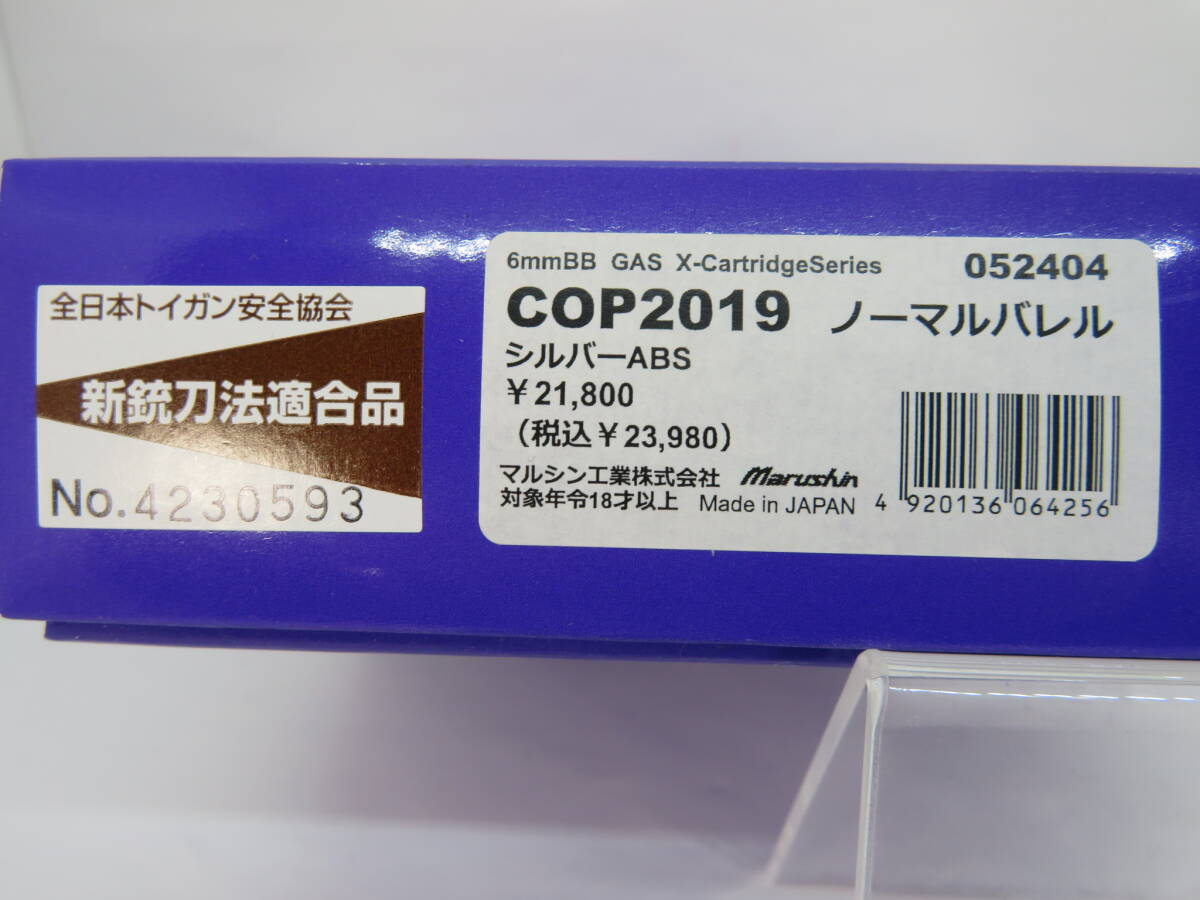 全日本トイガン安全協会
新銃刀法適合品
No.4230593
6mmBB GAS X-CartridgeSeries 052404
COP2019 ノーマルバレル
シルバーABS
￥21,800
（税込￥23,980）
マルシン工業株式会社 Marushin
対象年令18才以上 Made in JAPAN
4 920136 064256